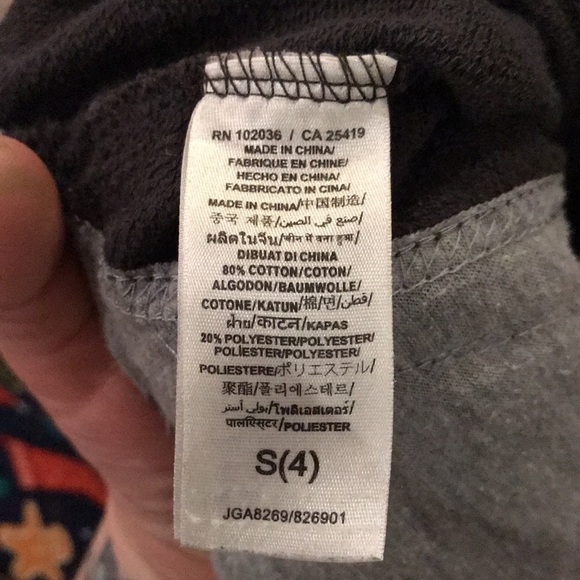 RN 102036 / CA 25419
MADE IN CHINA/
FABRIQUE EN CHINE/
HECHO EN CHINA/
FABBRICATO IN CINA/
MADE IN CHINA/中国制造/
중국 제품/صنع في الصين/
ผลิตในจีน/चीन में बना हुआ/
DIBUAT DI CHINA
80% COTTON/COTON/
ALGODON/BAUMWOLLE/
COTONE/KATUN/棉/면/قطن/
ฝ้าย/काटन/KAPAS
20% POLYESTER/POLYESTER/
POLIESTER/POLYESTER/
POLIESTERE/ポリエステル/
聚酯/폴리에스테르/
بولي أستر/โพลีเอสเตอร์/
पालिएस्टर/POLIESTER
S(4)
JGA8269/826901